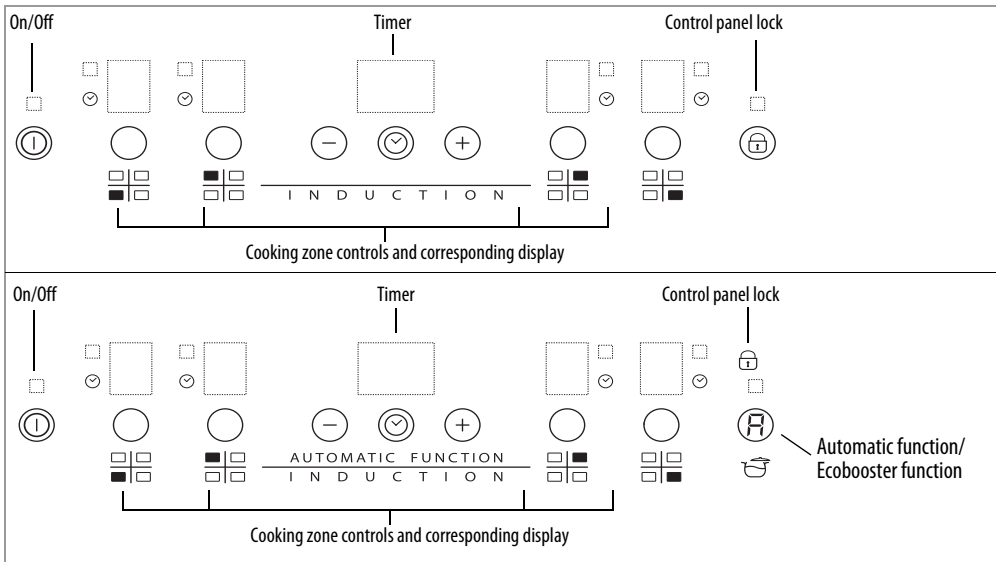 On/Off
Timer
Control panel lock
INDUCTION
Cooking zone controls and corresponding display
On/Off
Timer
Control panel lock
A
Automatic function/
Ecobooster function
AUTOMATIC FUNCTION
INDUCTION
Cooking zone controls and corresponding display